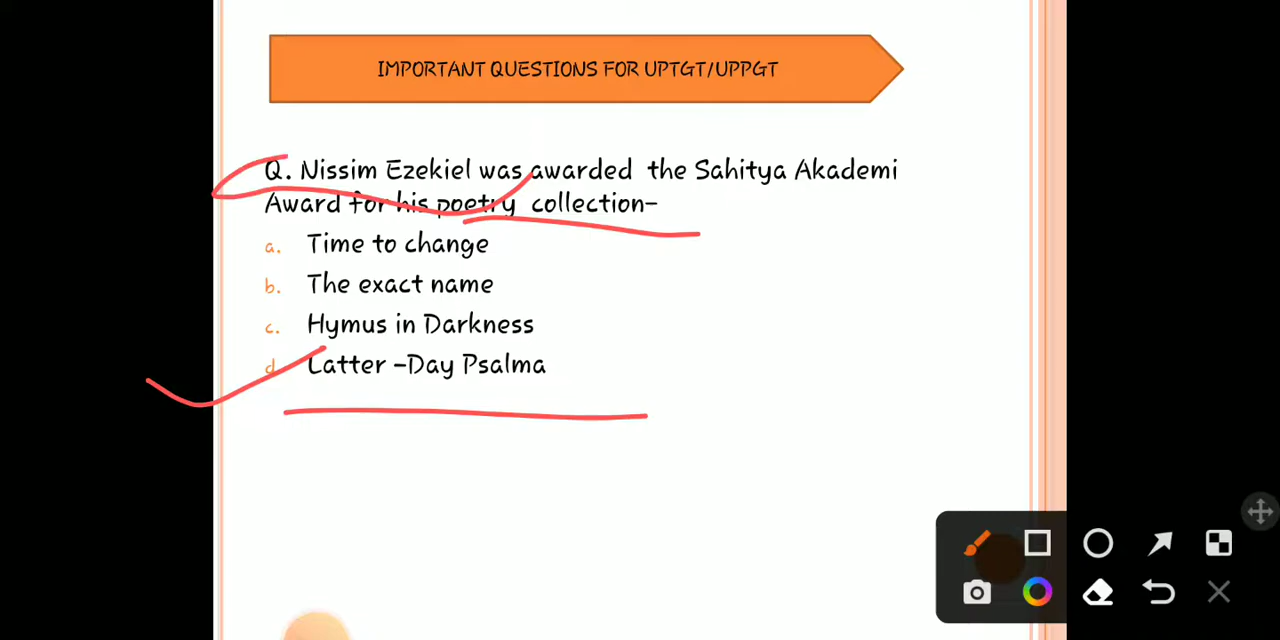 IMPORTANT QUESTIONS FOR UPTGT/UPPGT
Q. Nissim Ezekiel was awarded the Sahitya Akademi
Award for his poetry collection-
a. Time to change
b. The exact name
c. Hymus in Darkness
d. Latter -Day Psalma